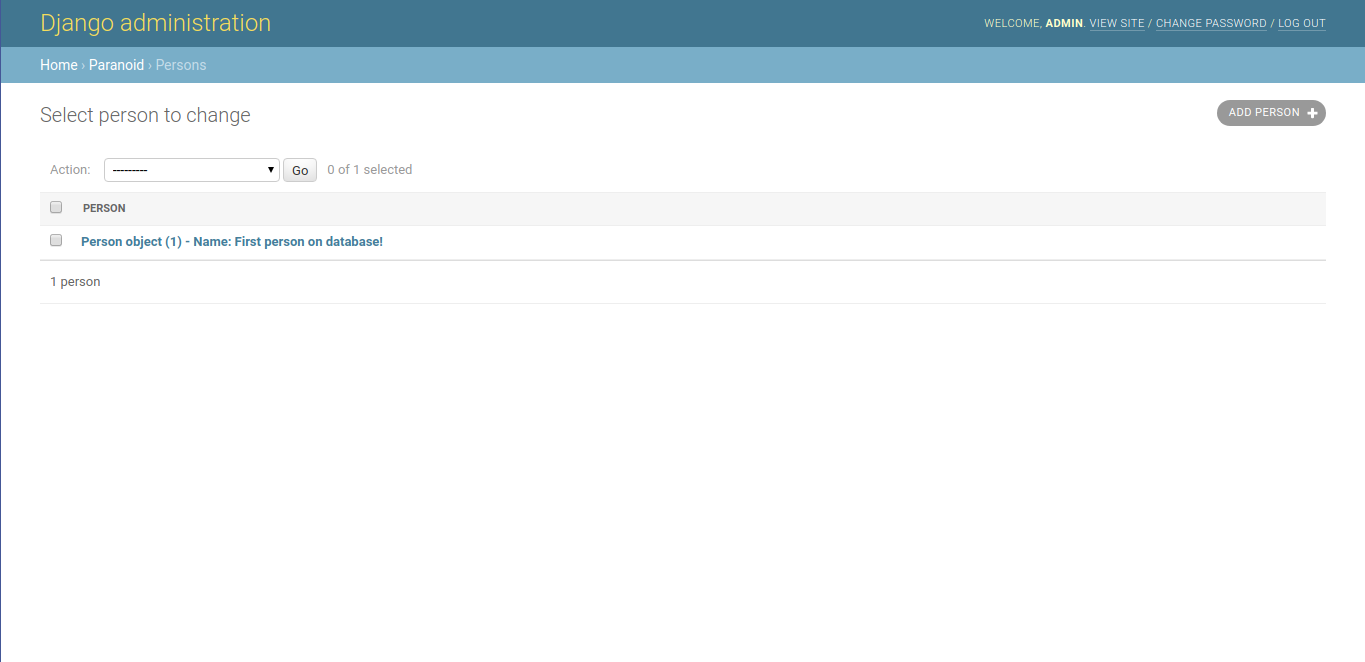 Django administration
WELCOME, ADMIN. VIEW SITE / CHANGE PASSWORD / LOG OUT
Home › Paranoid › Persons
Select person to change
ADD PERSON +
Action: --------- Go 0 of 1 selected
PERSON
Person object (1) - Name: First person on database!
1 person